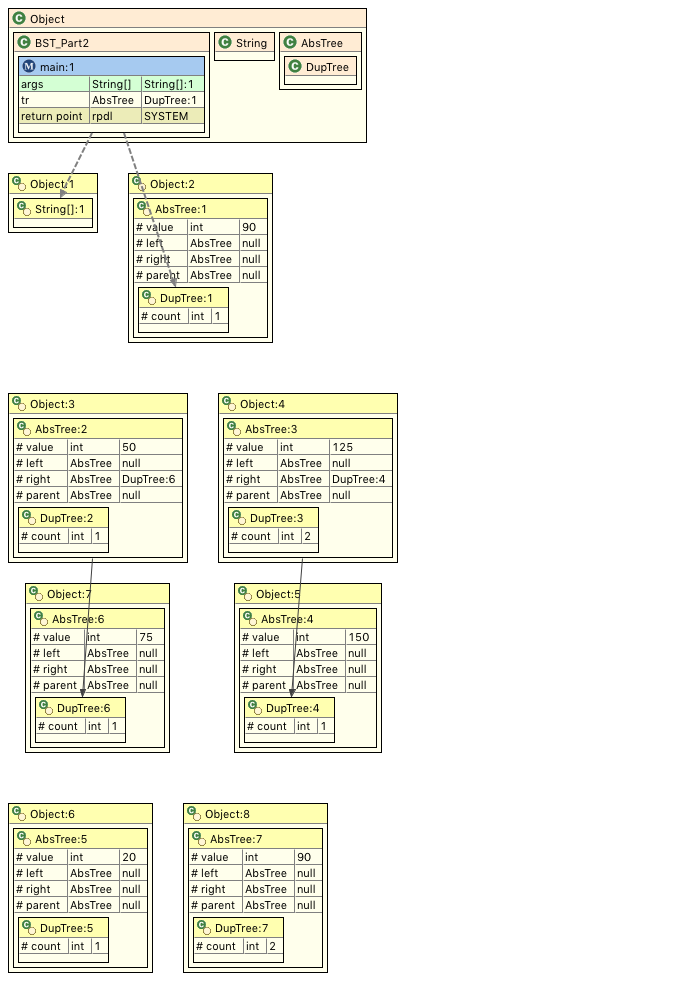 Object
BST_Part2
String
AbsTree
main:1
DupTree
args String[] String[]:1
tr AbsTree DupTree:1
return point rpdl SYSTEM
Object:1
String[]:1
Object:2
AbsTree:1
# value int 90
# left AbsTree null
# right AbsTree null
# parent AbsTree null
DupTree:1
# count int 1
Object:3
AbsTree:2
# value int 50
# left AbsTree null
# right AbsTree DupTree:6
# parent AbsTree null
DupTree:2
# count int 1
Object:4
AbsTree:3
# value int 125
# left AbsTree null
# right AbsTree DupTree:4
# parent AbsTree null
DupTree:3
# count int 2
Object:7
AbsTree:6
# value int 75
# left AbsTree null
# right AbsTree null
# parent AbsTree null
DupTree:6
# count int 1
Object:5
AbsTree:4
# value int 150
# left AbsTree null
# right AbsTree null
# parent AbsTree null
DupTree:4
# count int 1
Object:6
AbsTree:5
# value int 20
# left AbsTree null
# right AbsTree null
# parent AbsTree null
DupTree:5
# count int 1
Object:8
AbsTree:7
# value int 90
# left AbsTree null
# right AbsTree null
# parent AbsTree null
DupTree:7
# count int 2